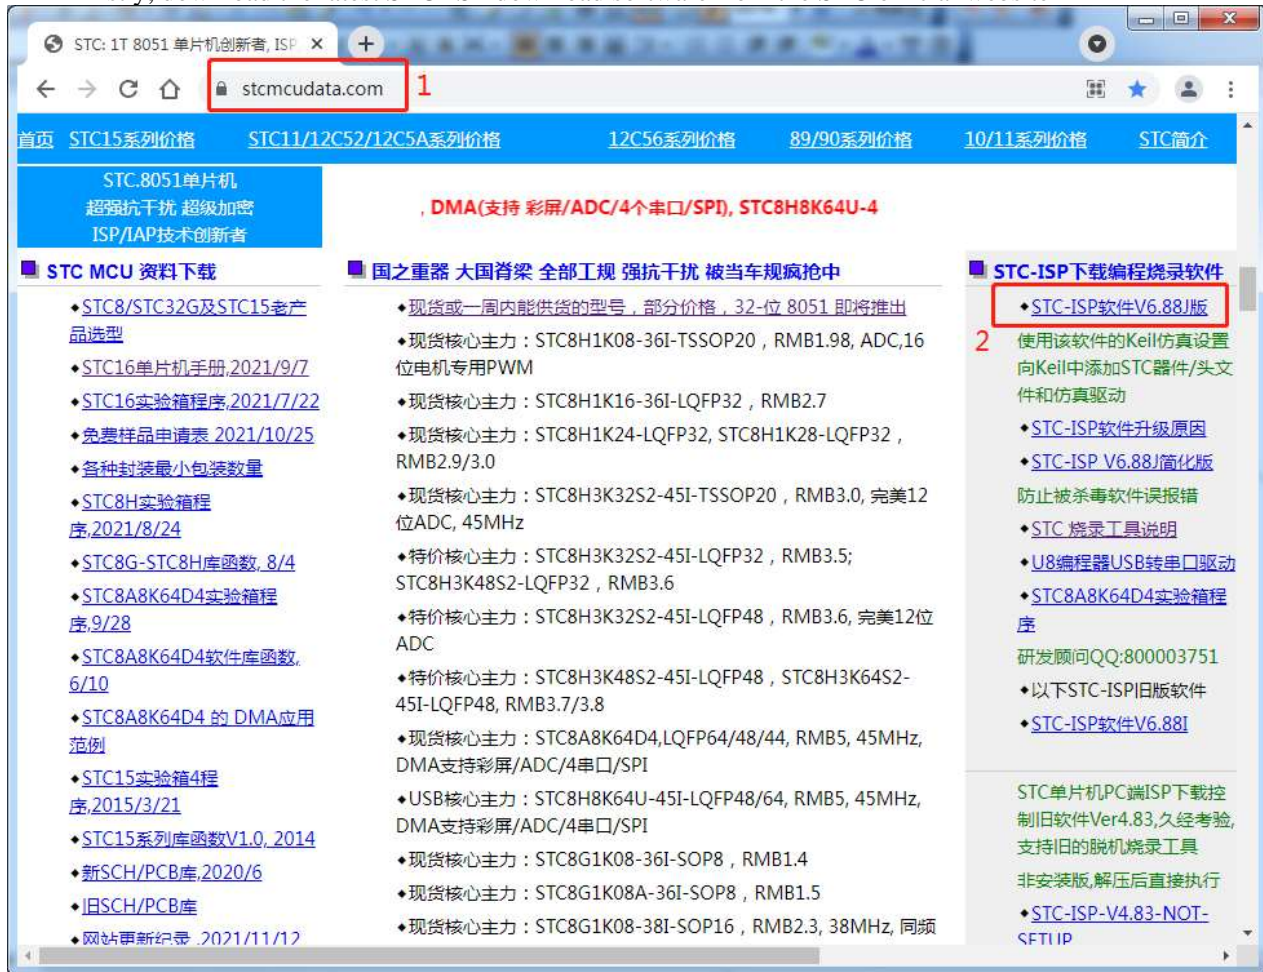 STC: 1T 8051 单片机创新者, ISP
stcmcudata.com
1
首页 STC15系列价格 STC11/12C52/12C5A系列价格 12C56系列价格 89/90系列价格 10/11系列价格 STC简介
STC.8051单片机
超强抗干扰 超级加密
ISP/IAP技术创新者
, DMA(支持 彩屏/ADC/4个串口/SPI), STC8H8K64U-4
STC MCU 资料下载
◆STC8/STC32G及STC15老产
品选型
◆STC16单片机手册,2021/9/7
◆STC16实验箱程序,2021/7/22
◆免费样品申请表 2021/10/25
◆各种封装最小包装数量
◆STC8H实验箱程
序,2021/8/24
◆STC8G-STC8H库函数, 8/4
◆STC8A8K64D4实验箱程
序,9/28
◆STC8A8K64D4软件库函数,
6/10
◆STC8A8K64D4 的 DMA应用
范例
◆STC15实验箱4程
序,2015/3/21
◆STC15系列库函数V1.0, 2014
◆新SCH/PCB库,2020/6
◆旧SCH/PCB库
◆网站更新纪录 ,2021/11/12
国之重器 大国脊梁 全部工规 强抗干扰 被当车规疯抢中
◆现货或一周内能供货的型号，部分价格，32-位 8051 即将推出
◆现货核心主力：STC8H1K08-36I-TSSOP20，RMB1.98, ADC,16
位电机专用PWM
◆现货核心主力：STC8H1K16-36I-LQFP32，RMB2.7
◆现货核心主力：STC8H1K24-LQFP32, STC8H1K28-LQFP32，
RMB2.9/3.0
◆现货核心主力：STC8H3K32S2-45I-TSSOP20，RMB3.0, 完美12
位ADC, 45MHz
◆特价核心主力：STC8H3K32S2-45I-LQFP32，RMB3.5;
STC8H3K48S2-LQFP32，RMB3.6
◆特价核心主力：STC8H3K32S2-45I-LQFP48，RMB3.6, 完美12位
ADC
◆特价核心主力：STC8H3K48S2-45I-LQFP48，STC8H3K64S2-
45I-LQFP48, RMB3.7/3.8
◆现货核心主力：STC8A8K64D4,LQFP64/48/44, RMB5, 45MHz,
DMA支持彩屏/ADC/4串口/SPI
◆USB核心主力：STC8H8K64U-45I-LQFP48/64, RMB5, 45MHz,
DMA支持彩屏/ADC/4串口/SPI
◆现货核心主力：STC8G1K08-36I-SOP8，RMB1.4
◆现货核心主力：STC8G1K08A-36I-SOP8，RMB1.5
◆现货核心主力：STC8G1K08-38I-SOP16，RMB2.3, 38MHz, 同频
STC-ISP下载编程烧录软件
◆STC-ISP软件V6.88J版
2
使用该软件的Keil仿真设置
向Keil中添加STC器件/头文
件和仿真驱动
◆STC-ISP软件升级原因
◆STC-ISP V6.88J简化版
防止被杀毒软件误报错
◆STC 烧录工具说明
◆U8编程器USB转串口驱动
◆STC8A8K64D4实验箱程
序
研发顾问QQ:800003751
◆以下STC-ISP旧版软件
◆STC-ISP软件V6.88I
STC单片机PC端ISP下载控
制旧软件Ver4.83,久经考验,
支持旧的脱机烧录工具
非安装版,解压后直接执行
◆STC-ISP-V4.83-NOT-
SETUP